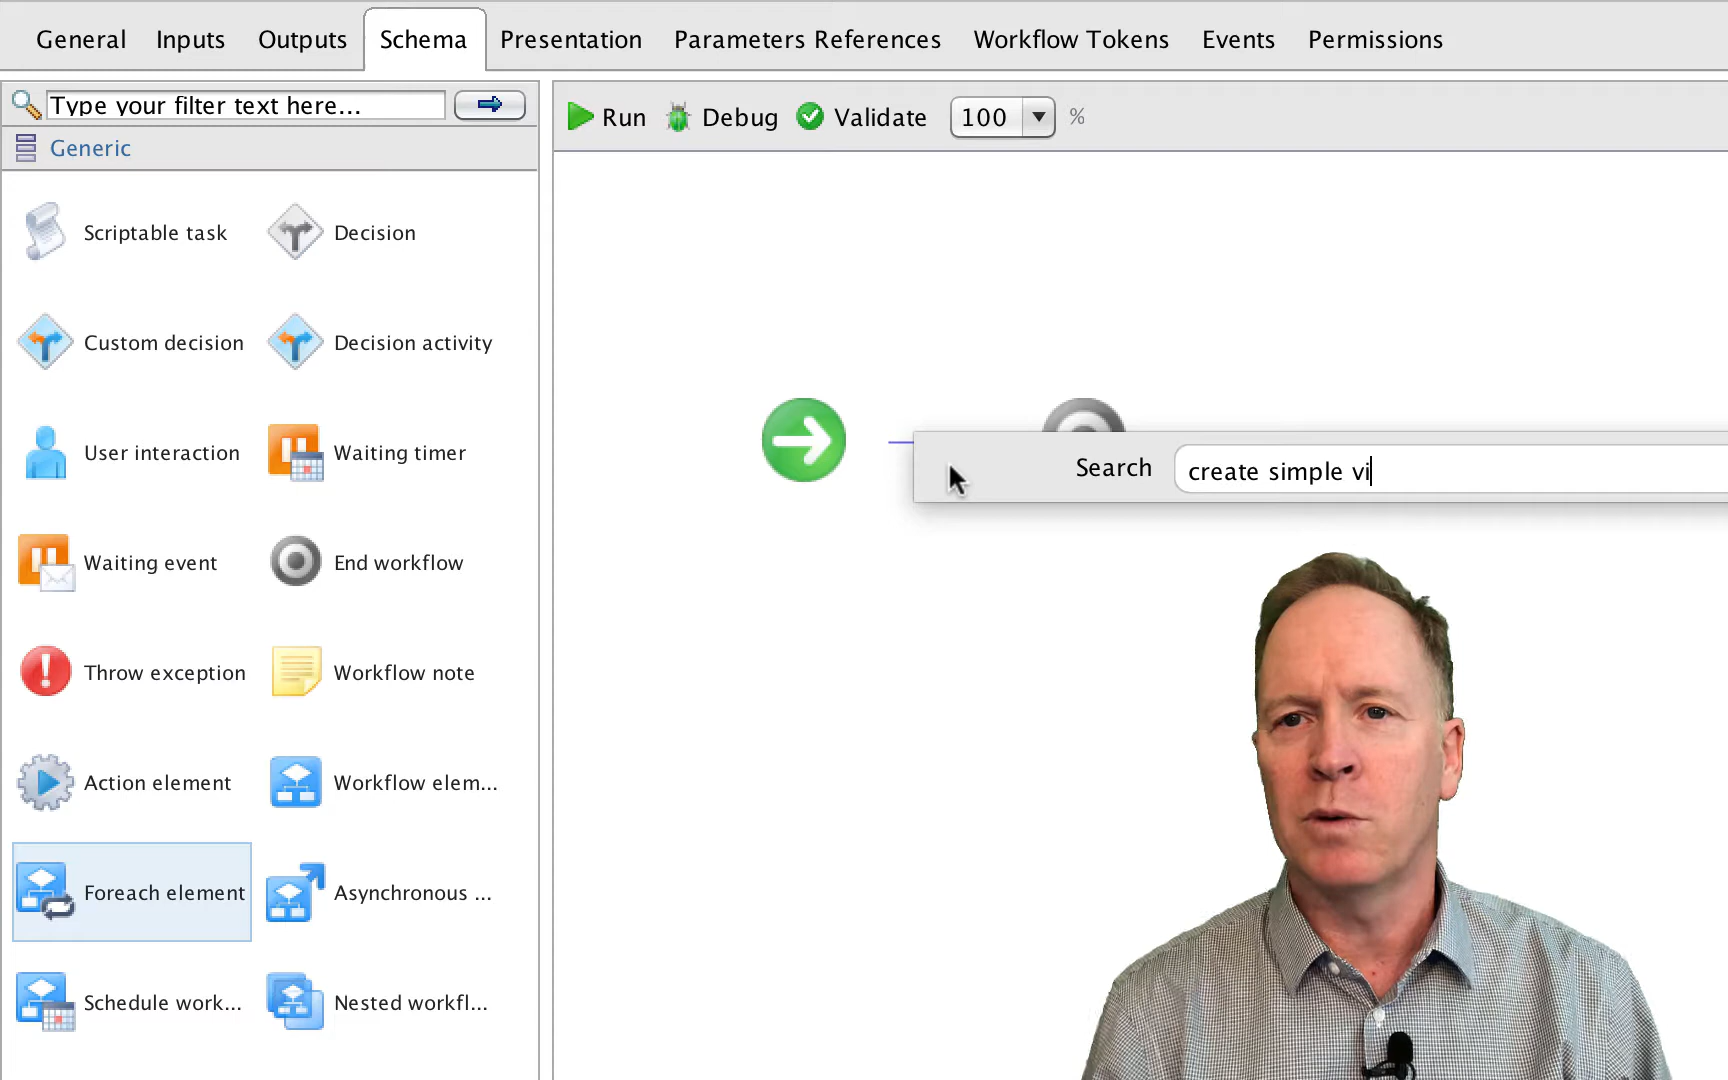 General Inputs Outputs Schema Presentation Parameters References Workflow Tokens Events Permissions
Type your filter text here...
Generic
Run Debug Validate 100 %
Scriptable task Decision
Custom decision Decision activity
User interaction Waiting timer
Waiting event End workflow
Throw exception Workflow note
Action element Workflow elem...
Foreach element Asynchronous ...
Schedule work... Nested workfl...
Search create simple vi